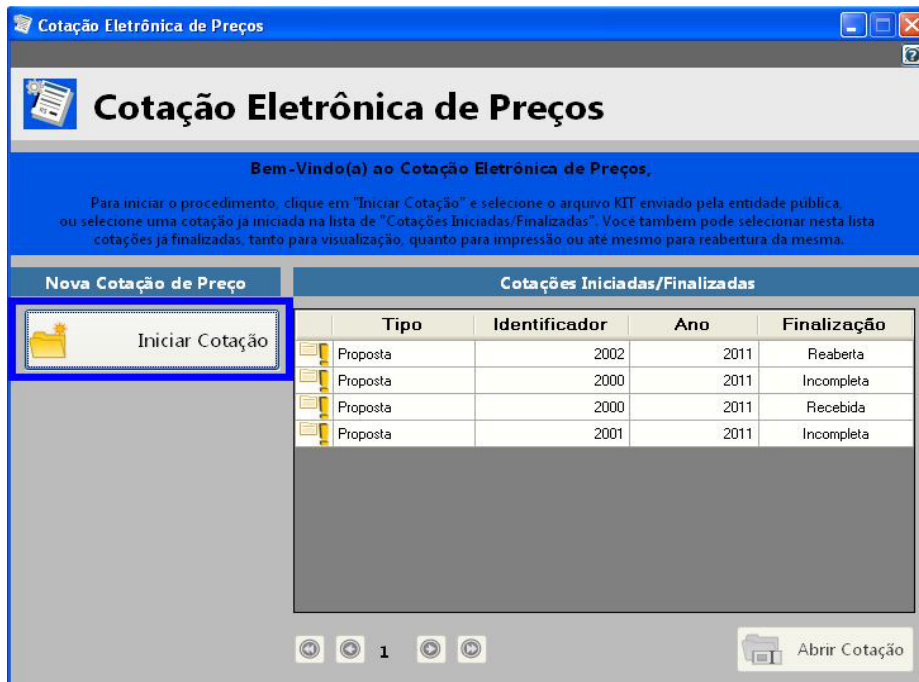 Cotação Eletrônica de Preços
Cotação Eletrônica de Preços
Bem-Vindo(a) ao Cotação Eletrônica de Preços,
Para iniciar o procedimento, clique em "Iniciar Cotação" e selecione o arquivo KIT enviado pela entidade publica,
ou selecione uma cotação ja iniciada na lista de "Cotações Iniciadas/Finalizadas". Você também pode selecionar nesta lista
cotações já finalizadas, tanto para visualização, quanto para impressão ou até mesmo para reabertura da mesma.
Nova Cotação de Preço
Cotações Iniciadas/Finalizadas
Iniciar Cotação
Tipo Identificador Ano Finalização
Proposta 2002 2011 Reaberta
Proposta 2000 2011 Incompleta
Proposta 2000 2011 Recebida
Proposta 2001 2011 Incompleta
1
Abrir Cotação